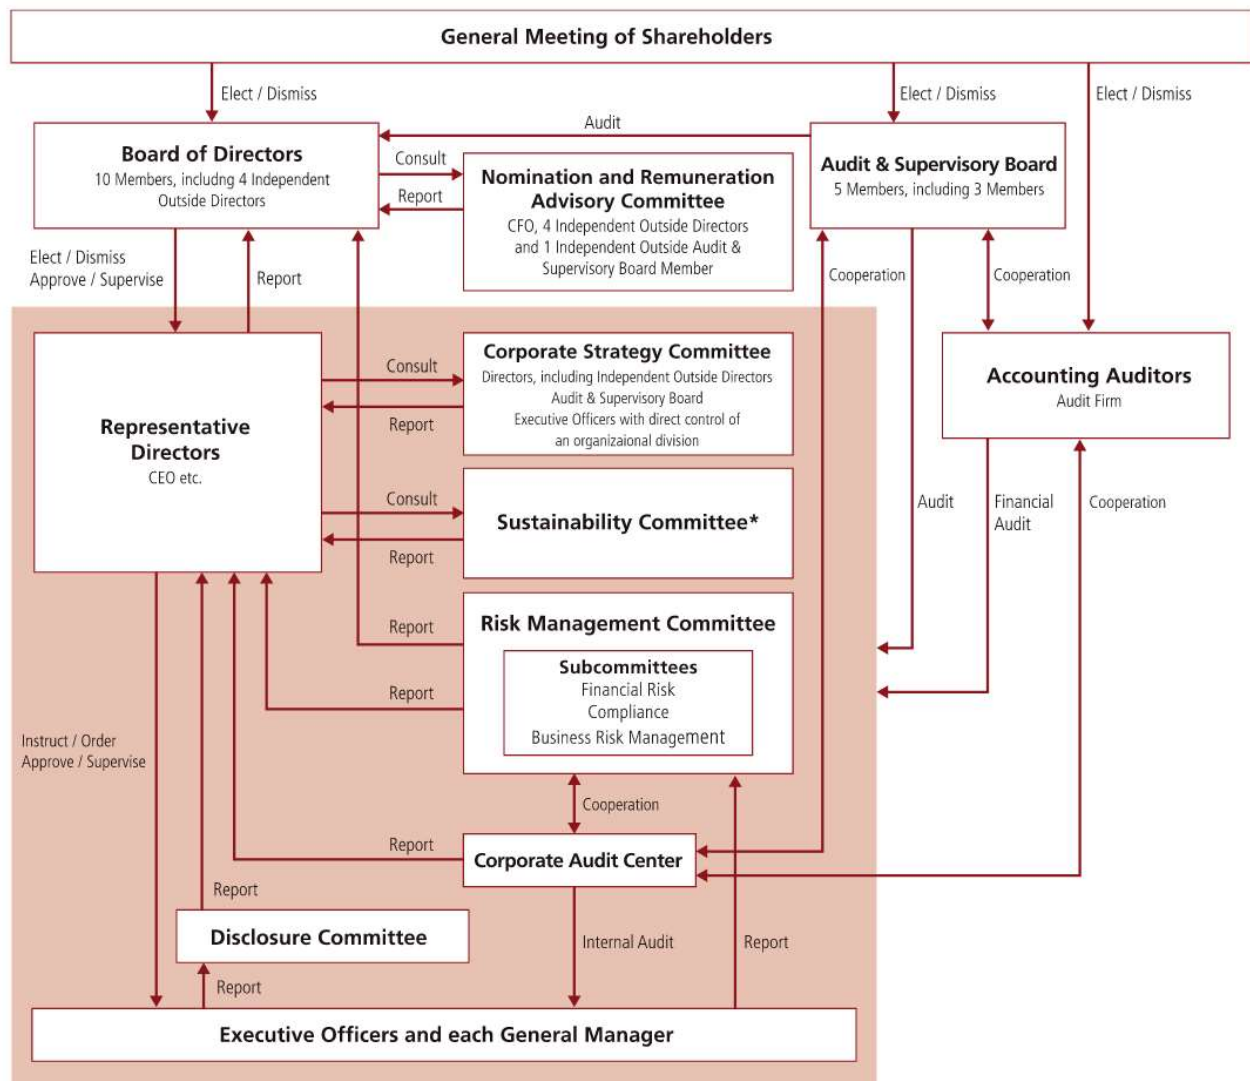 General Meeting of Shareholders
Elect / Dismiss
Elect / Dismiss
Elect / Dismiss
Audit
Board of Directors
10 Members, includng 4 Independent
Outside Directors
Consult
Report
Nomination and Remuneration
Advisory Committee
CFO, 4 Independent Outside Directors
and 1 Independent Outside Audit &
Supervisory Board Member
Audit & Supervisory Board
5 Members, including 3 Members
Elect / Dismiss
Approve / Supervise
Report
Cooperation
Cooperation
Representative
Directors
CEO etc.
Consult
Report
Corporate Strategy Committee
Directors, including Independent Outside Directors
Audit & Supervisory Board
Executive Officers with direct control of
an organizaional division
Accounting Auditors
Audit Firm
Consult
Report
Sustainability Committee*
Audit
Financial
Audit
Cooperation
Report
Report
Risk Management Committee
Subcommittees
Financial Risk
Compliance
Business Risk Management
Instruct / Order
Approve / Supervise
Cooperation
Report
Corporate Audit Center
Report
Disclosure Committee
Internal Audit
Report
Report
Executive Officers and each General Manager